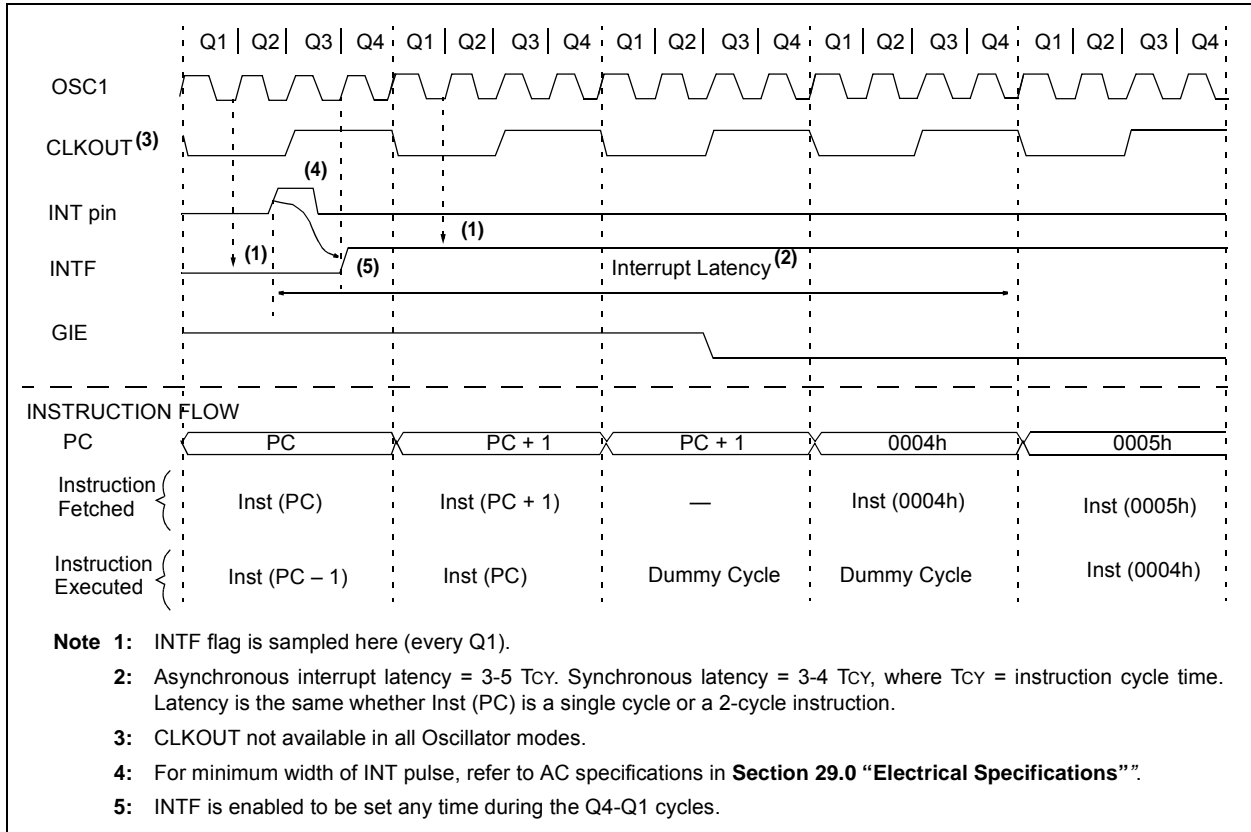 Q1 Q2 Q3 Q4 Q1 Q2 Q3 Q4 Q1 Q2 Q3 Q4 Q1 Q2 Q3 Q4 Q1 Q2 Q3 Q4
OSC1
CLKOUT (3)
(4)
INT pin
(1)
(1)
INTF
(5)
Interrupt Latency (2)
GIE
INSTRUCTION FLOW
PC PC PC + 1 PC + 1 0004h 0005h
Instruction
Fetched
Inst (PC) Inst (PC + 1) — Inst (0004h) Inst (0005h)
Instruction
Executed
Inst (PC – 1) Inst (PC) Dummy Cycle Dummy Cycle Inst (0004h)
Note 1: INTF flag is sampled here (every Q1).
2: Asynchronous interrupt latency = 3-5 TCY. Synchronous latency = 3-4 TCY, where TCY = instruction cycle time.
Latency is the same whether Inst (PC) is a single cycle or a 2-cycle instruction.
3: CLKOUT not available in all Oscillator modes.
4: For minimum width of INT pulse, refer to AC specifications in Section 29.0 “Electrical Specifications””.
5: INTF is enabled to be set any time during the Q4-Q1 cycles.